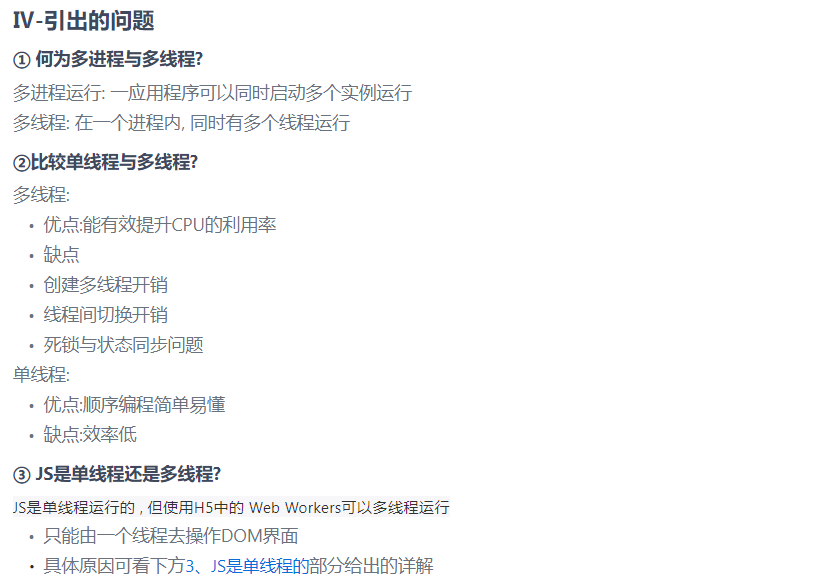 IV-引出的问题
① 何为多进程与多线程?
多进程运行: 一应用程序可以同时启动多个实例运行
多线程: 在一个进程内, 同时有多个线程运行
②比较单线程与多线程?
多线程:
• 优点:能有效提升CPU的利用率
• 缺点
• 创建多线程开销
• 线程间切换开销
• 死锁与状态同步问题
单线程:
• 优点:顺序编程简单易懂
• 缺点:效率低
③ JS是单线程还是多线程?
JS是单线程运行的 , 但使用H5中的 Web Workers可以多线程运行
• 只能由一个线程去操作DOM界面
• 具体原因可看下方3、JS是单线程的部分给出的详解